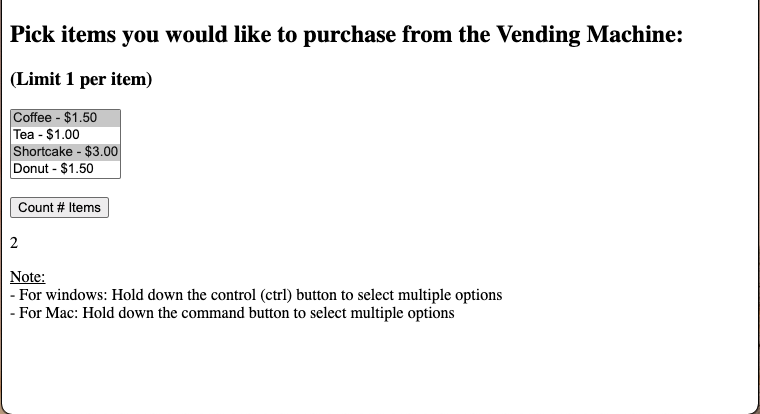 Pick items you would like to purchase from the Vending Machine:
(Limit 1 per item)
Coffee - $1.50
Tea - $1.00
Shortcake - $3.00
Donut - $1.50
Count # Items
2
Note:
- For windows: Hold down the control (ctrl) button to select multiple options
- For Mac: Hold down the command button to select multiple options